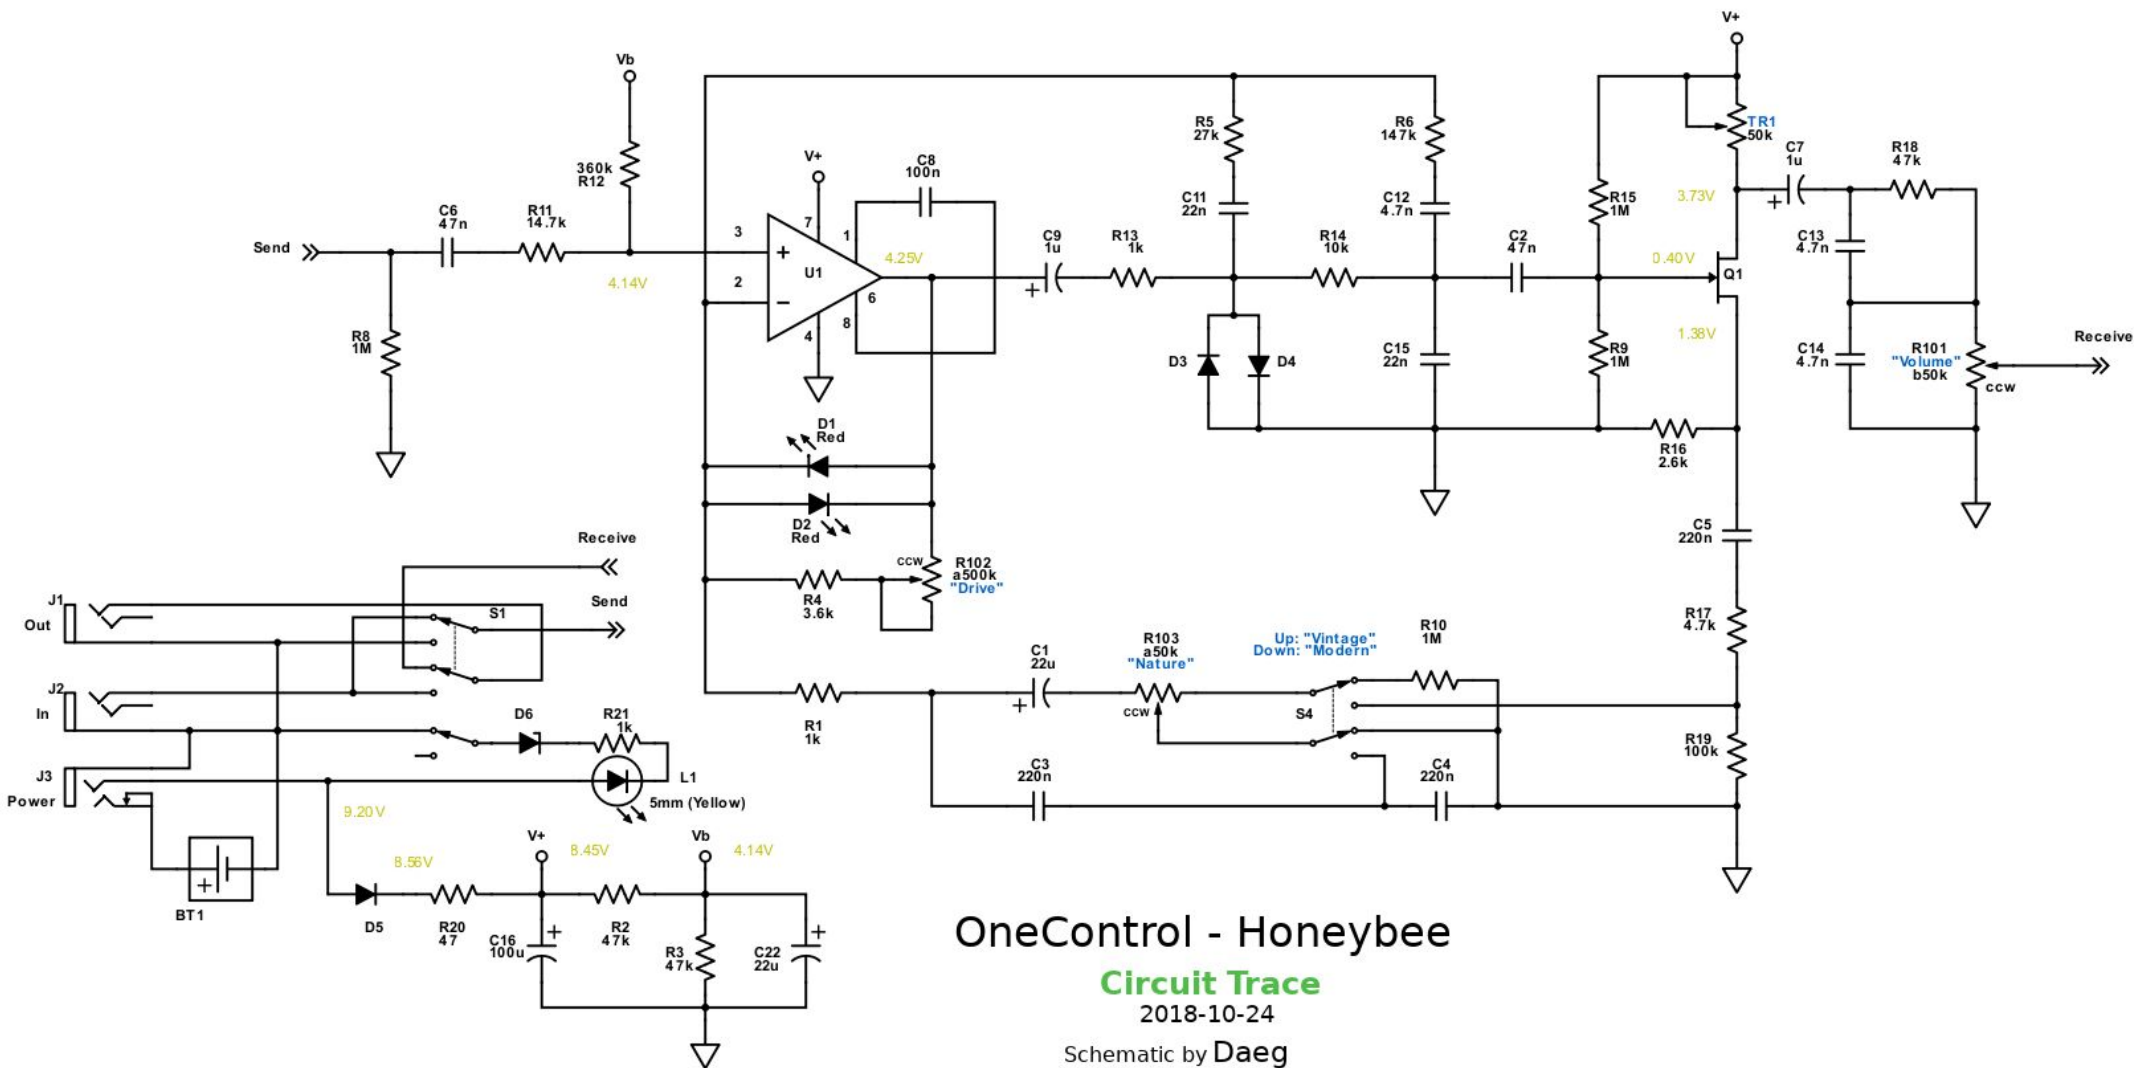 V+
Vb
R5
27k
R6
147k
TR1
50k
C7
1u
R18
47k
360k
R12
V+
C8
100n
C11
22n
C12
4.7n
R15
1M
3.73V
C6
47n
R11
14.7k
Send
3
7
1
4.25V
C9
1u
R13
1k
R14
10k
C2
47n
0.40V
Q1
C13
4.7n
+
U1
4.14V
2
−
6
8
4
+
+
R8
1M
D3
D4
C15
22n
R9
1M
1.38V
C14
4.7n
R101
"Volume"
b50k
ccw
Receive
D1
Red
R16
2.6k
D2
Red
C5
220n
Receive
ccw
R102
a500k
"Drive"
R4
3.6k
J1
Out
S1
Send
R17
4.7k
C1
22u
+
R103
a50k
"Nature"
ccw
Up: "Vintage"
Down: "Modern"
R10
1M
S4
J2
In
D6
R21
1k
R1
1k
R19
100k
C3
220n
C4
220n
J3
Power
L1
5mm (Yellow)
9.20V
V+
8.45V
Vb
4.14V
8.56V
+
BT1
D5
R20
47
C16
100u
+
R2
47k
R3
47k
C22
22u
+
OneControl - Honeybee
Circuit Trace
2018-10-24
Schematic by Daeg